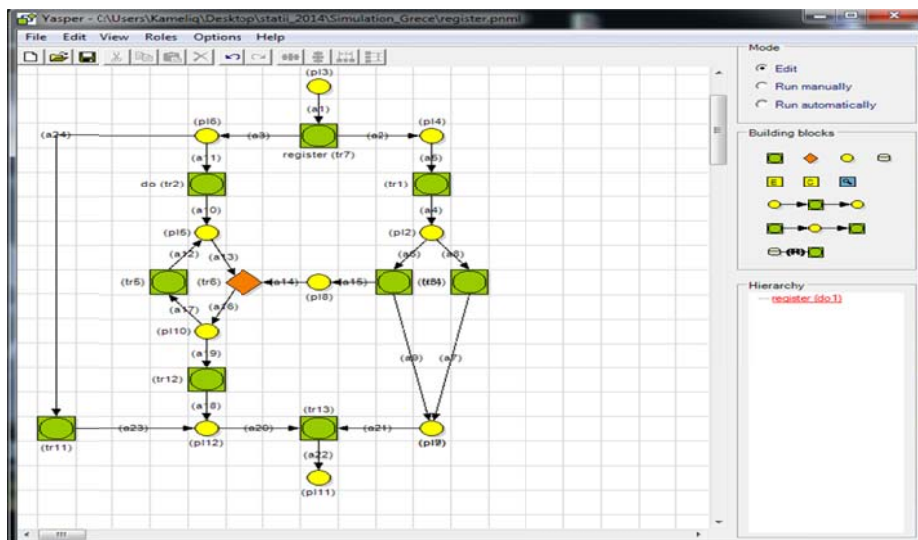 Yasper - C:\Users\Kameliq\Desktop\statii_2014\Simulation_Grece\register.pnml
File Edit View Roles Options Help
Mode
Edit
Run manually
Run automatically
Building blocks
E C
Hierarchy
register (do1)
(pl3)
(a1)
(pl6) (a3) (a2) (pl4)
(a24)
register (tr7)
(a11) (a5)
do (tr2) (tr1)
(a10) (a4)
(pl5) (pl2)
(a12) (a13) (a8)
(tr5) (tr6) (a14) (a15)
(pl8)
(a17) (a16)
(pl10)
(a19) (a9) (a7)
(tr12)
(a18) (tr13)
(a23) (a20) (a21)
(tr11) (pl12)
(a22)
(pl11)